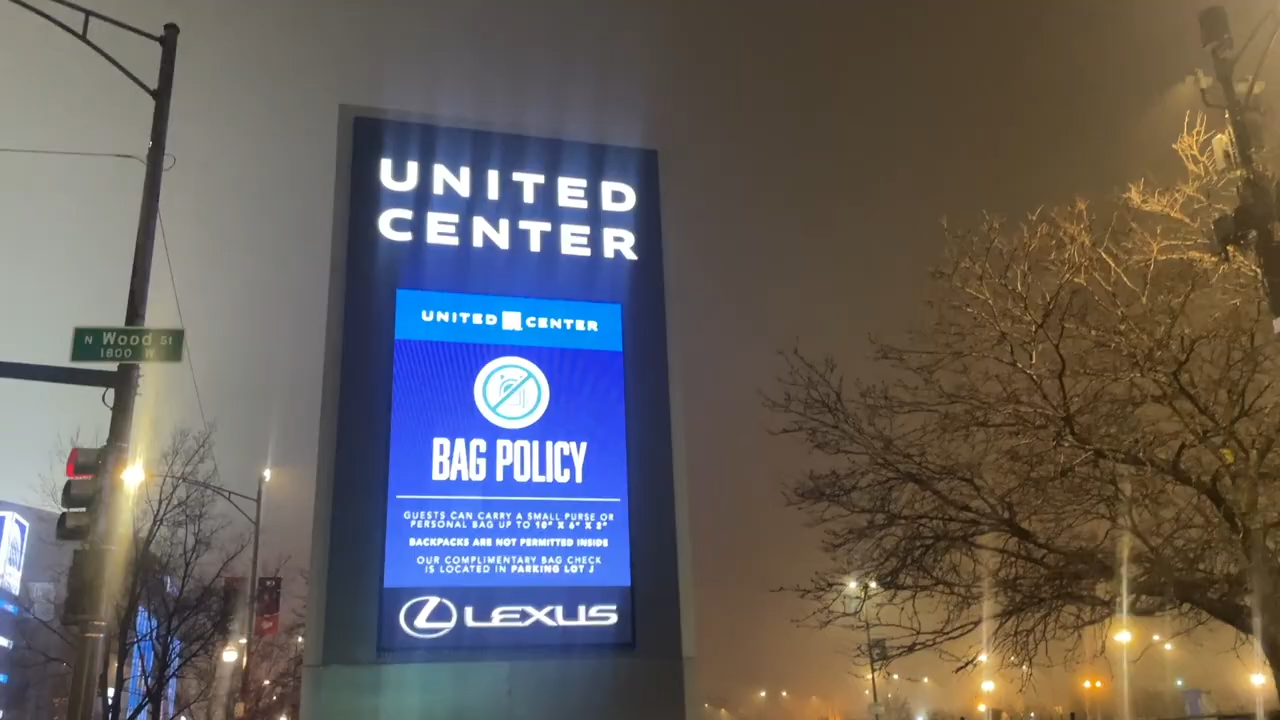 UNITED
CENTER
N Wood St
1800 W
UNITED CENTER
BAG POLICY
GUESTS CAN CARRY A SMALL PURSE OR
PERSONAL BAG UP TO 10" X 6" X 2"
BACKPACKS ARE NOT PERMITTED INSIDE
OUR COMPLIMENTARY BAG CHECK
IS LOCATED IN PARKING LOT J
LEXUS